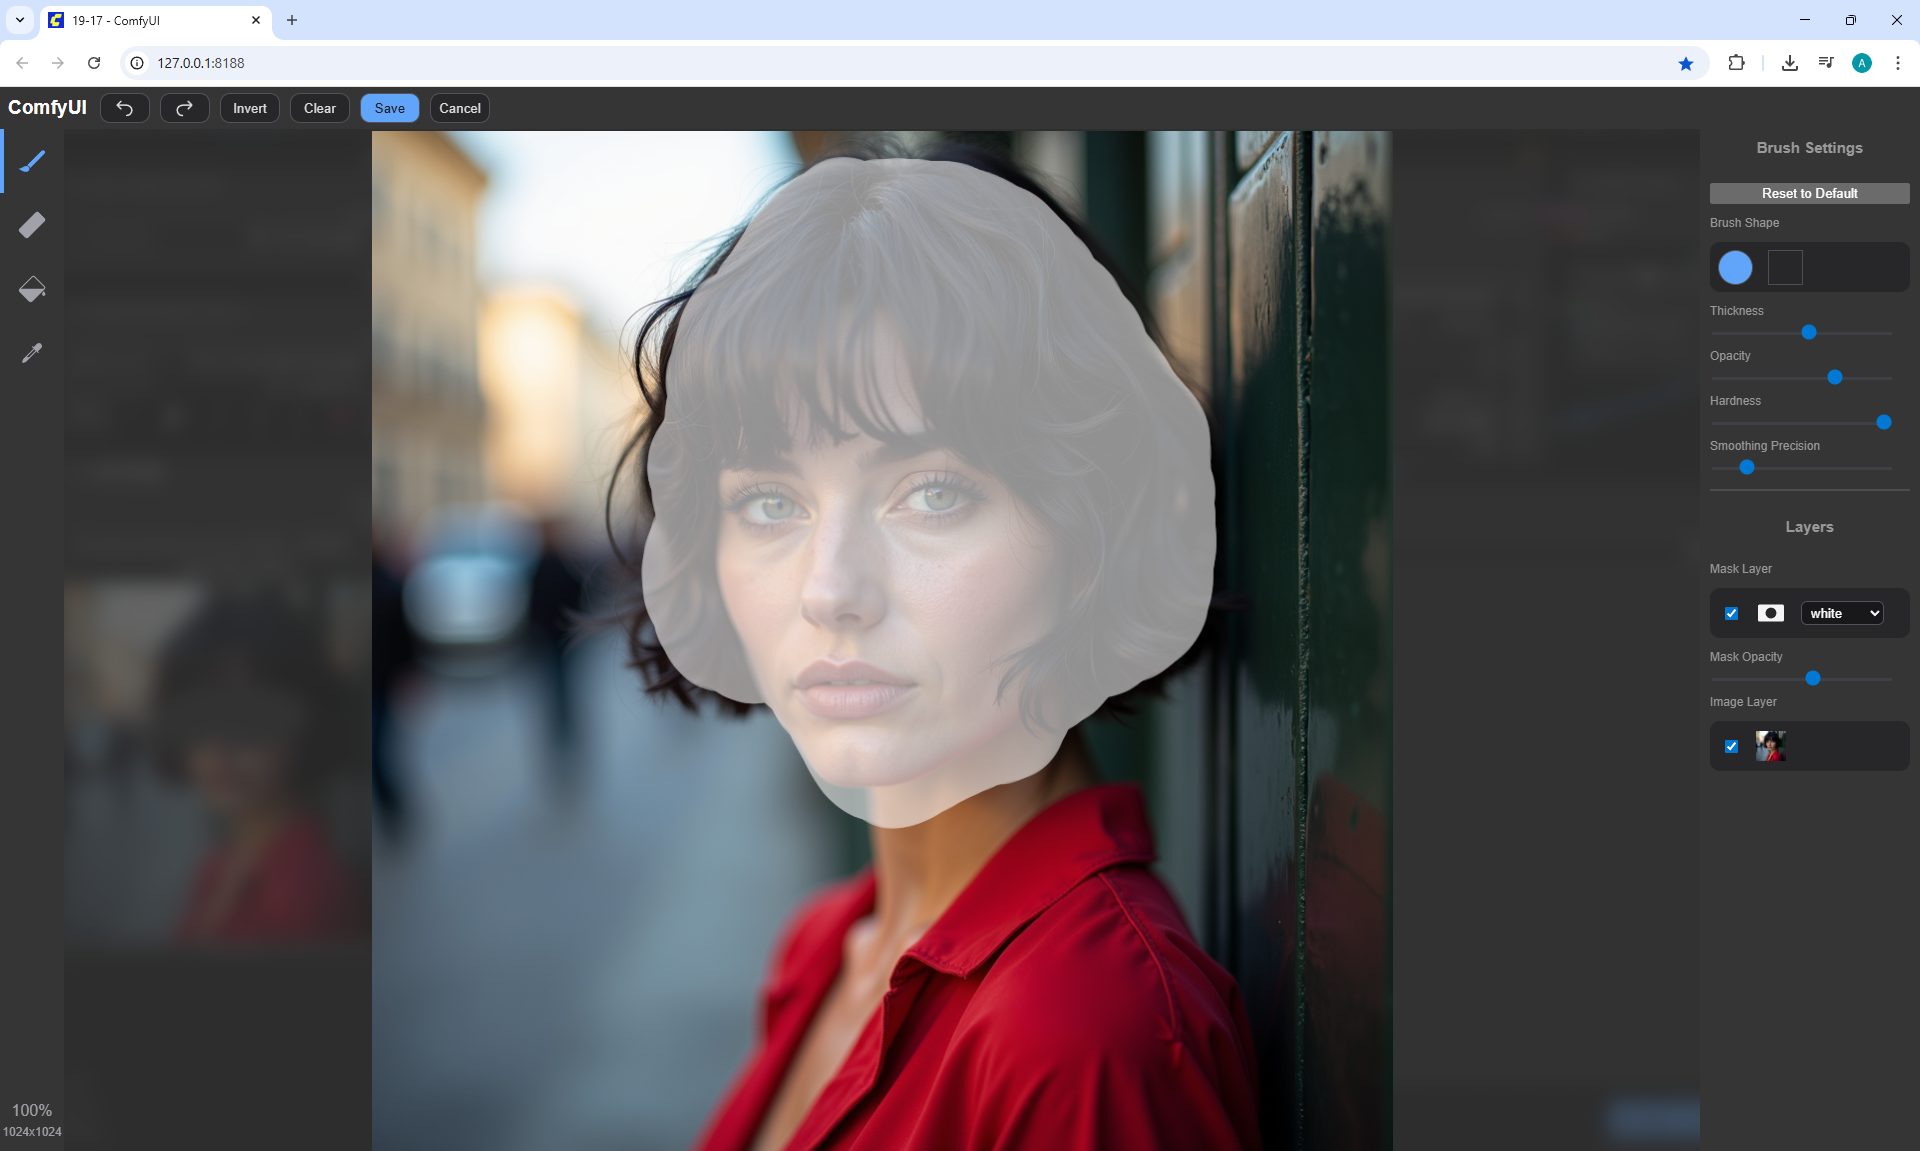 19-17 - ComfyUI
127.0.0.1:8188
A
ComfyUI
Invert
Clear
Save
Cancel
Brush Settings
Reset to Default
Brush Shape
Thickness
Opacity
Hardness
Smoothing Precision
Layers
Mask Layer
white
Mask Opacity
Image Layer
100%
1024x1024